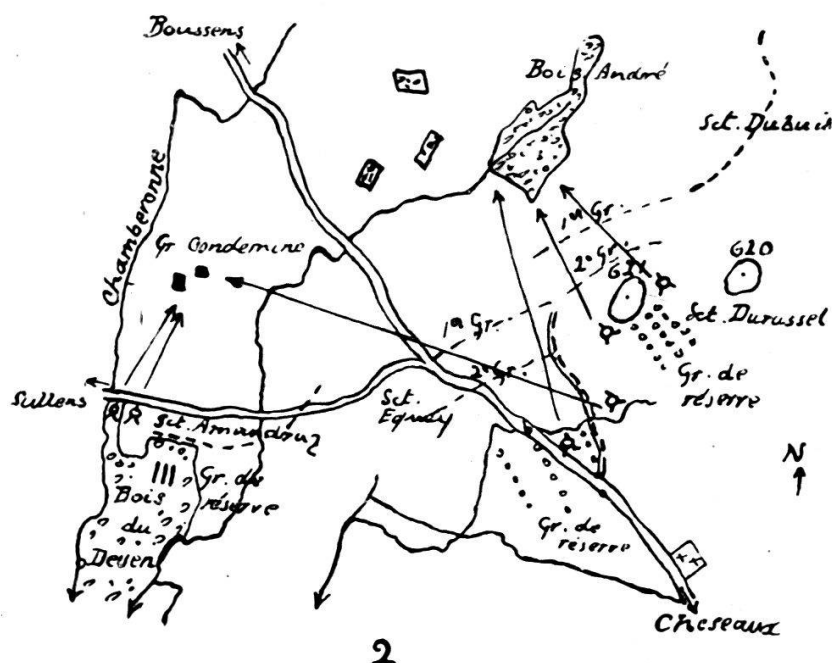 Boussens
Bois André
Sct. Dubuis
Chamberonne
1er Gr.
Gr Condemine
2e Gr.
621
620
Sct. Durussel
1er Gr.
2e Gr.
Gr. de
réserve
Sullens
Sct.
Equey
Sct. Amaudruz
N
Gr. de
réserve
Bois
du
Deven
Gr. de
réserve
++
Cheseaux
2